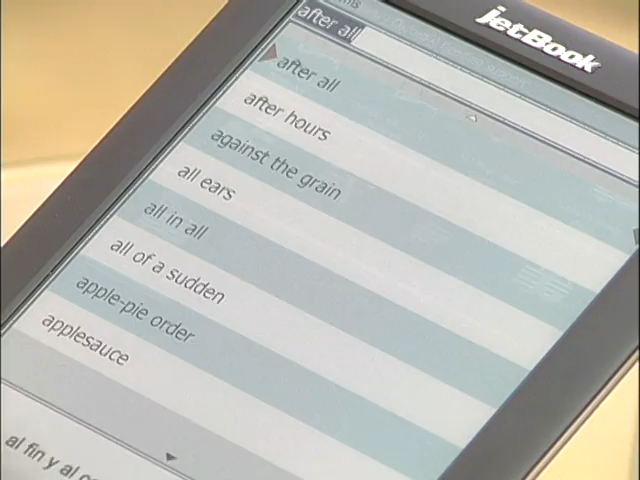 jetBook
after all
after all
after hours
against the grain
all ears
all in all
all of a sudden
apple-pie order
applesauce
al fin y al